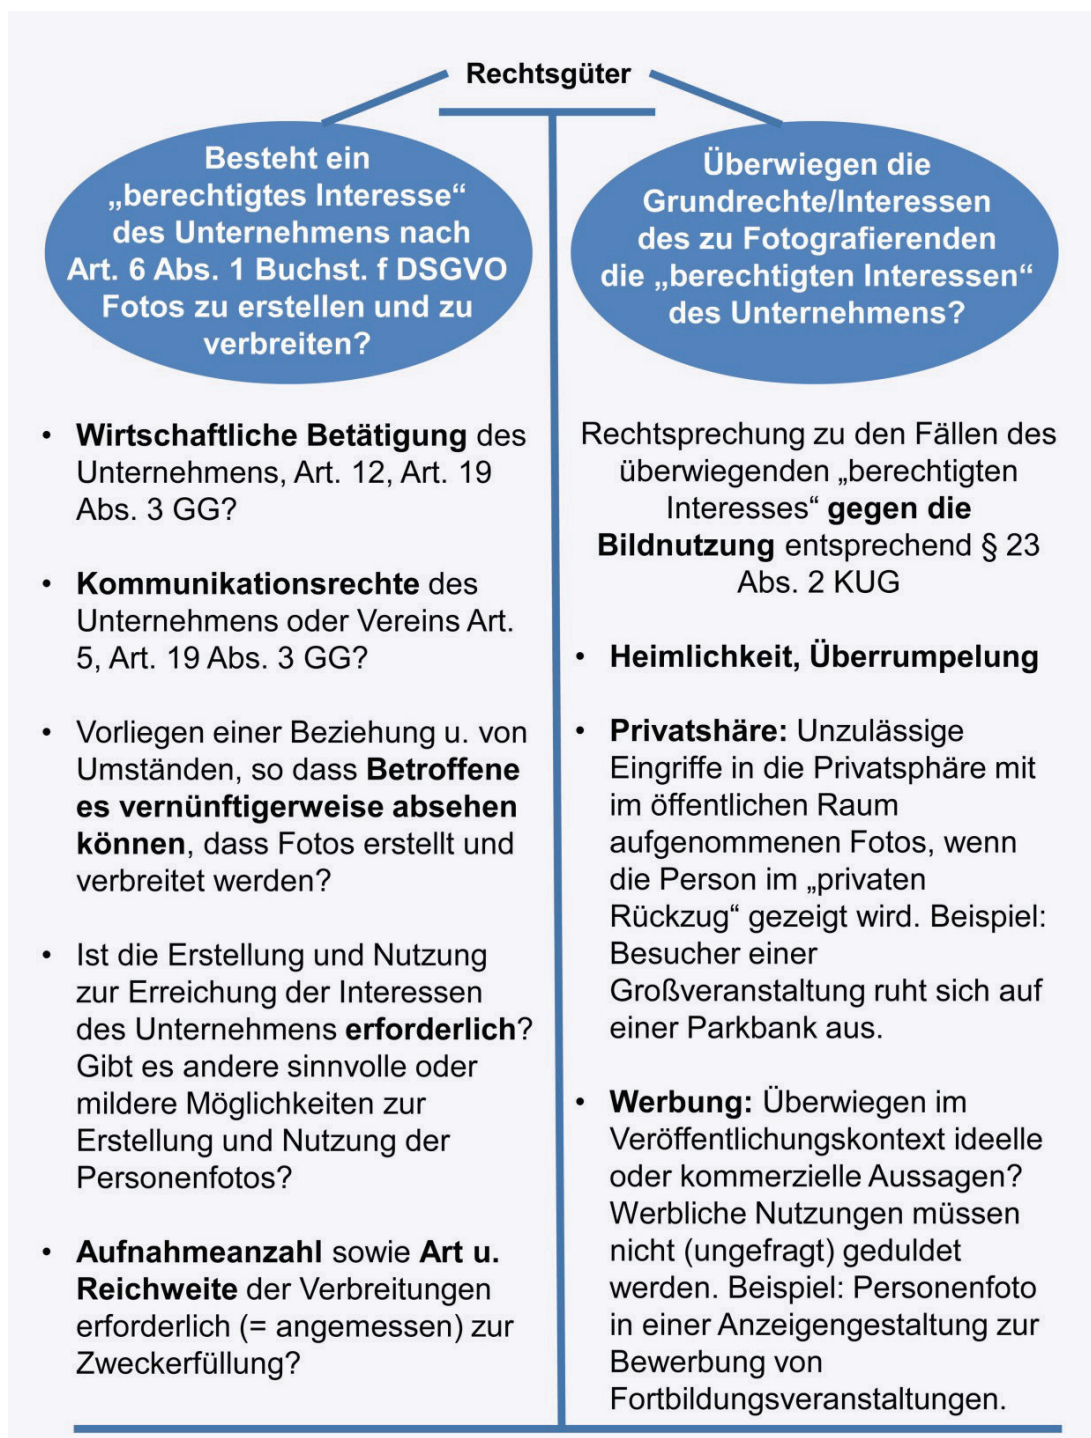 Rechtsgüter
Besteht ein
„berechtigtes Interesse“
des Unternehmens nach
Art. 6 Abs. 1 Buchst. f DSGVO
Fotos zu erstellen und zu
verbreiten?
• Wirtschaftliche Betätigung des
Unternehmens, Art. 12, Art. 19
Abs. 3 GG?
• Kommunikationsrechte des
Unternehmens oder Vereins Art.
5, Art. 19 Abs. 3 GG?
• Vorliegen einer Beziehung u. von
Umständen, so dass Betroffene
es vernünftigerweise absehen
können, dass Fotos erstellt und
verbreitet werden?
• Ist die Erstellung und Nutzung
zur Erreichung der Interessen
des Unternehmens erforderlich?
Gibt es andere sinnvolle oder
mildere Möglichkeiten zur
Erstellung und Nutzung der
Personenfotos?
• Aufnahmeanzahl sowie Art u.
Reichweite der Verbreitungen
erforderlich (= angemessen) zur
Zweckerfüllung?
Überwiegen die
Grundrechte/Interessen
des zu Fotografierenden
die „berechtigten Interessen“
des Unternehmens?
Rechtsprechung zu den Fällen des
überwiegenden „berechtigten
Interesses“ gegen die
Bildnutzung entsprechend § 23
Abs. 2 KUG
• Heimlichkeit, Überrumpelung
• Privatshäre: Unzulässige
Eingriffe in die Privatsphäre mit
im öffentlichen Raum
aufgenommenen Fotos, wenn
die Person im „privaten
Rückzug“ gezeigt wird. Beispiel:
Besucher einer
Großveranstaltung ruht sich auf
einer Parkbank aus.
• Werbung: Überwiegen im
Veröffentlichungskontext ideelle
oder kommerzielle Aussagen?
Werbliche Nutzungen müssen
nicht (ungefragt) geduldet
werden. Beispiel: Personenfoto
in einer Anzeigengestaltung zur
Bewerbung von
Fortbildungsveranstaltungen.